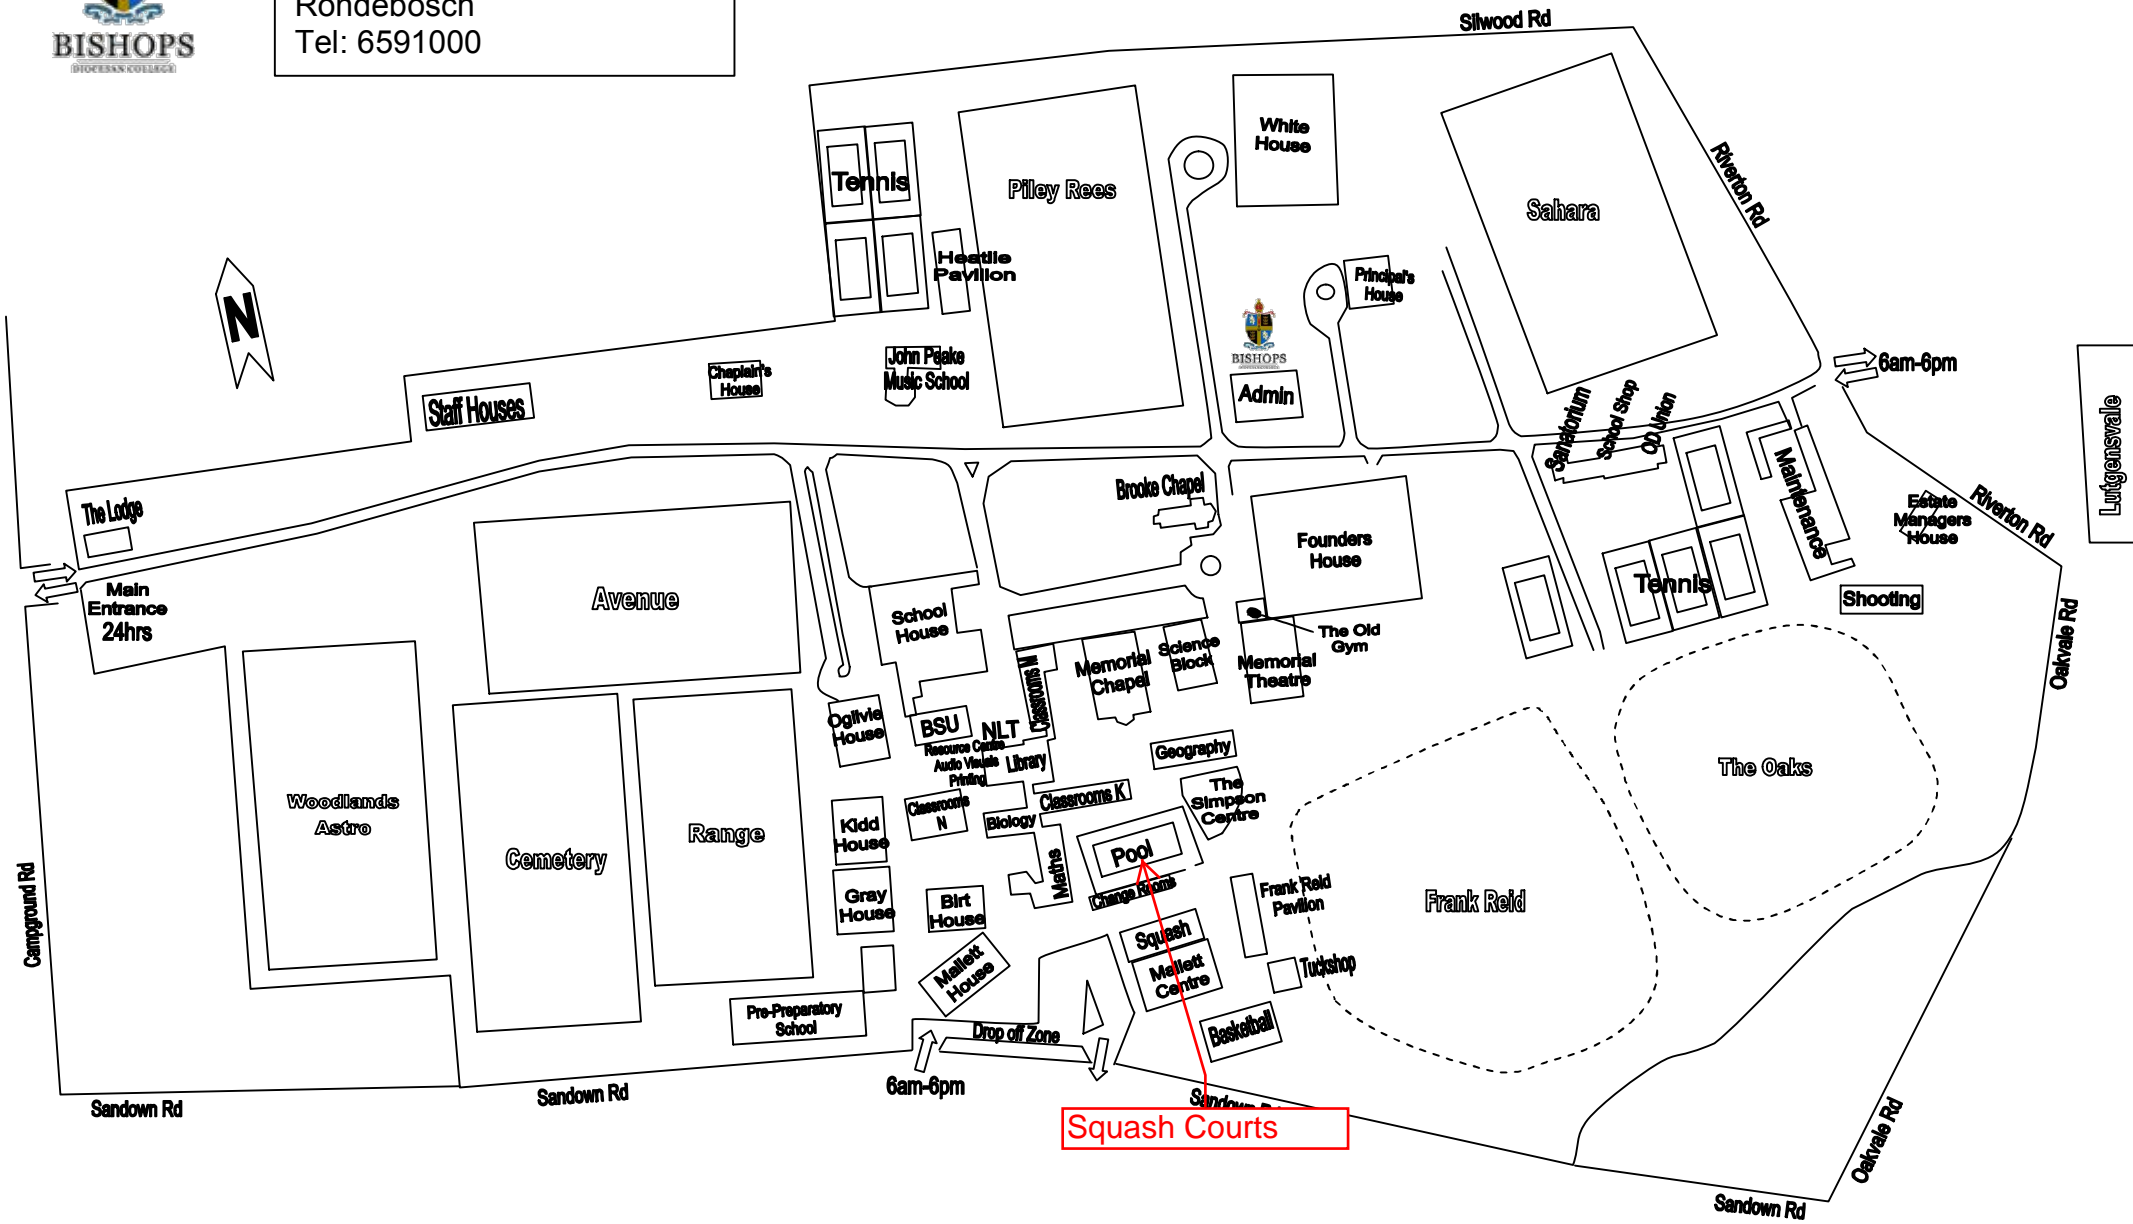 BISHOPS
DIOCESAN COLLEGE
Rondebosch
Tel: 6591000
Silwood Rd
White
House
Piley Rees
Tennis
Sahara
Riverton Rd
Heatlie
Pavilion
N
Principal's
House
BISHOPS
Admin
John Peake
Music School
Chaplain's
House
Staff Houses
6am-6pm
Sanatorium
School Shop
OD Union
Lutgensvale
Maintenance
Estate
Managers
House
Riverton Rd
The Lodge
Brooke Chapel
Founders
House
Main
Entrance
24hrs
Avenue
School
House
Tennis
Shooting
The Old
Gym
Science
Block
Memorial
Chapel
Memorial
Theatre
Classrooms N
Oakvale Rd
Ogilvie
House
BSU
NLT
Resource Centre
Audio Visuals
Printing
Library
Geography
The Oaks
Woodlands
Astro
Cemetery
Range
Kidd
House
Classrooms
N
Biology
Classrooms K
The
Simpson
Centre
Pool
Maths
Change Rooms
Gray
House
Birt
House
Frank Reid
Pavilion
Frank Reid
Campground Rd
Squash
Mallett
House
Mallett
Centre
Tuckshop
Pre-Preparatory
School
Drop off Zone
Basketball
6am-6pm
Sandown Rd
Sandown Rd
Sandown
Squash Courts
Oakvale Rd
Sandown Rd